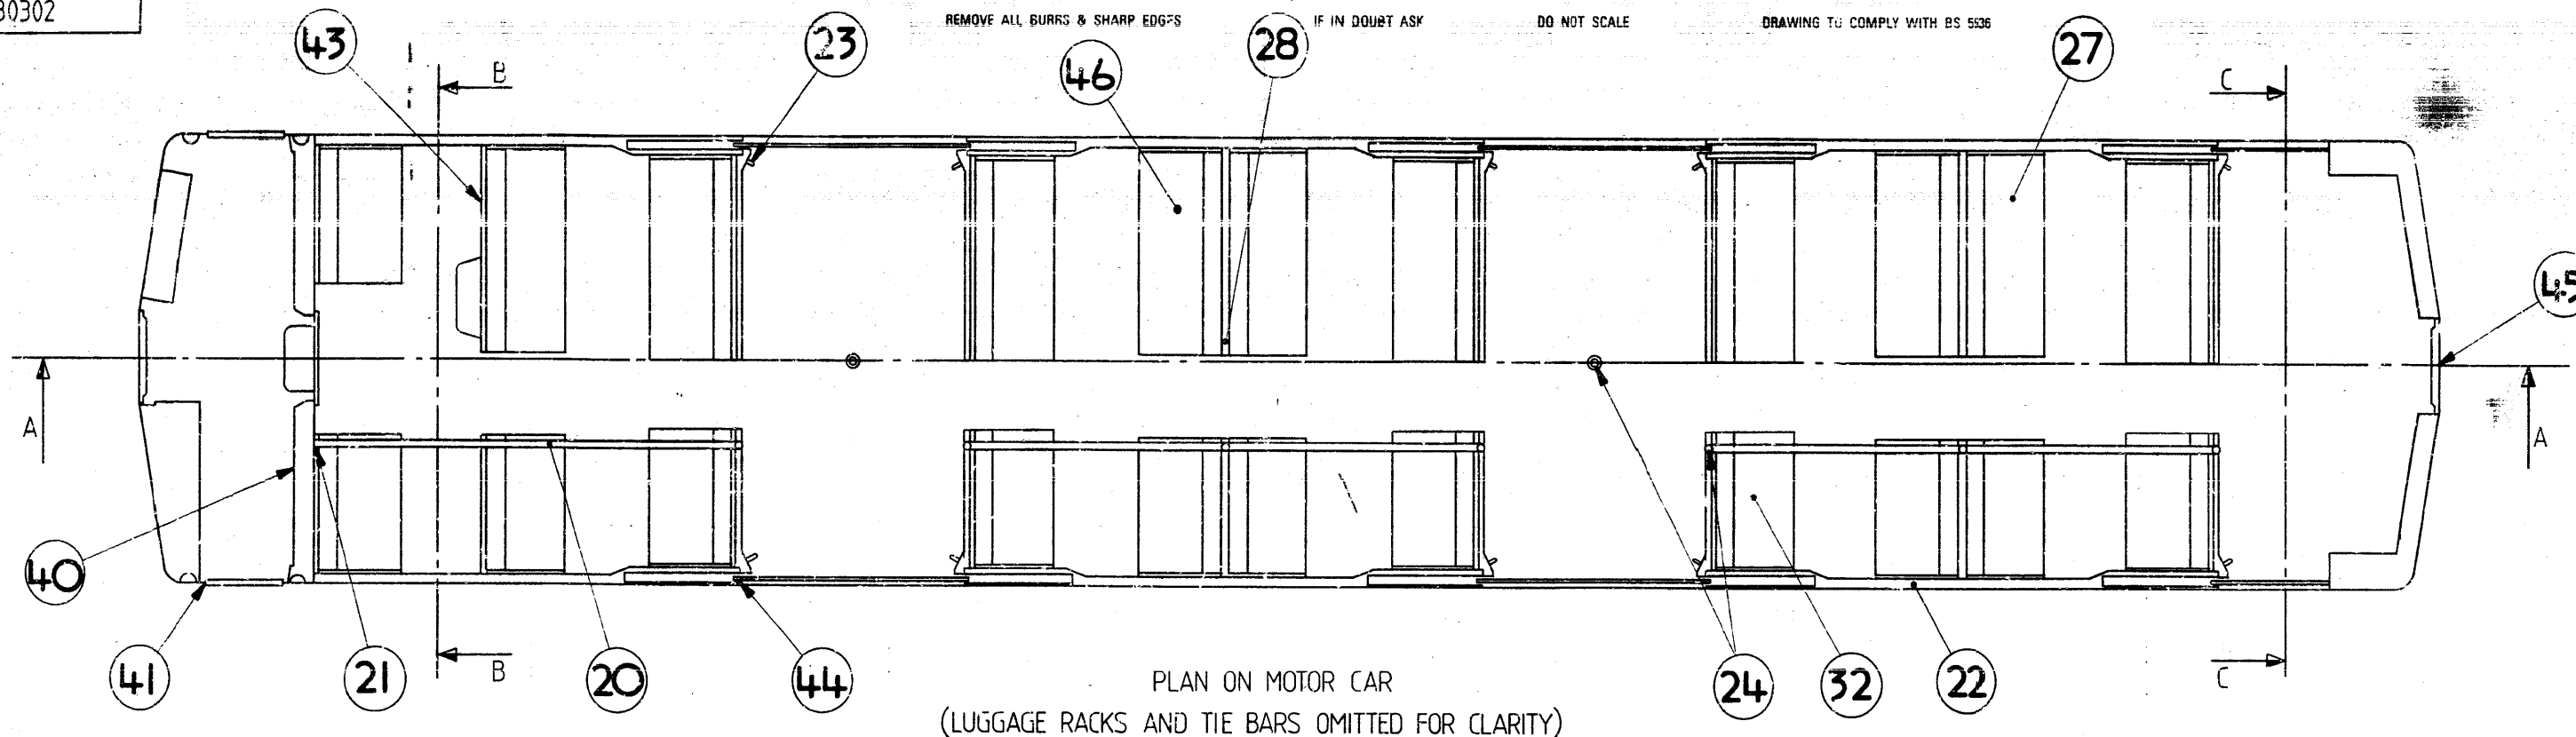 30302
REMOVE ALL BURRS & SHARP EDGES
IF IN DOUBT ASK
DO NOT SCALE
DRAWING TO COMPLY WITH BS 5536
43
23
46
28
27
B
C
45
A
A
40
41
21
B
20
44
24
32
22
C
PLAN ON MOTOR CAR
(LUGGAGE RACKS AND TIE BARS OMITTED FOR CLARITY)